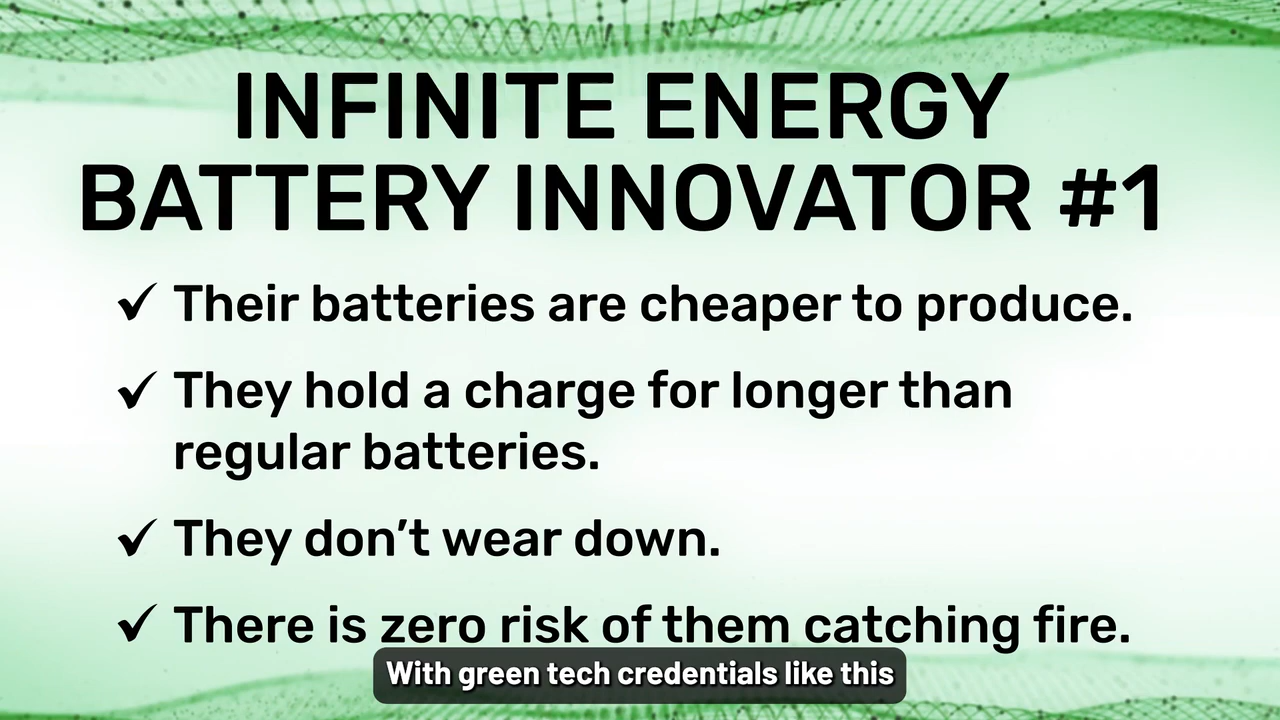 INFINITE ENERGY
BATTERY INNOVATOR #1
✓ Their batteries are cheaper to produce.
✓ They hold a charge for longer than
regular batteries.
✓ They don’t wear down.
✓ There is zero risk of them catching fire.
With green tech credentials like this